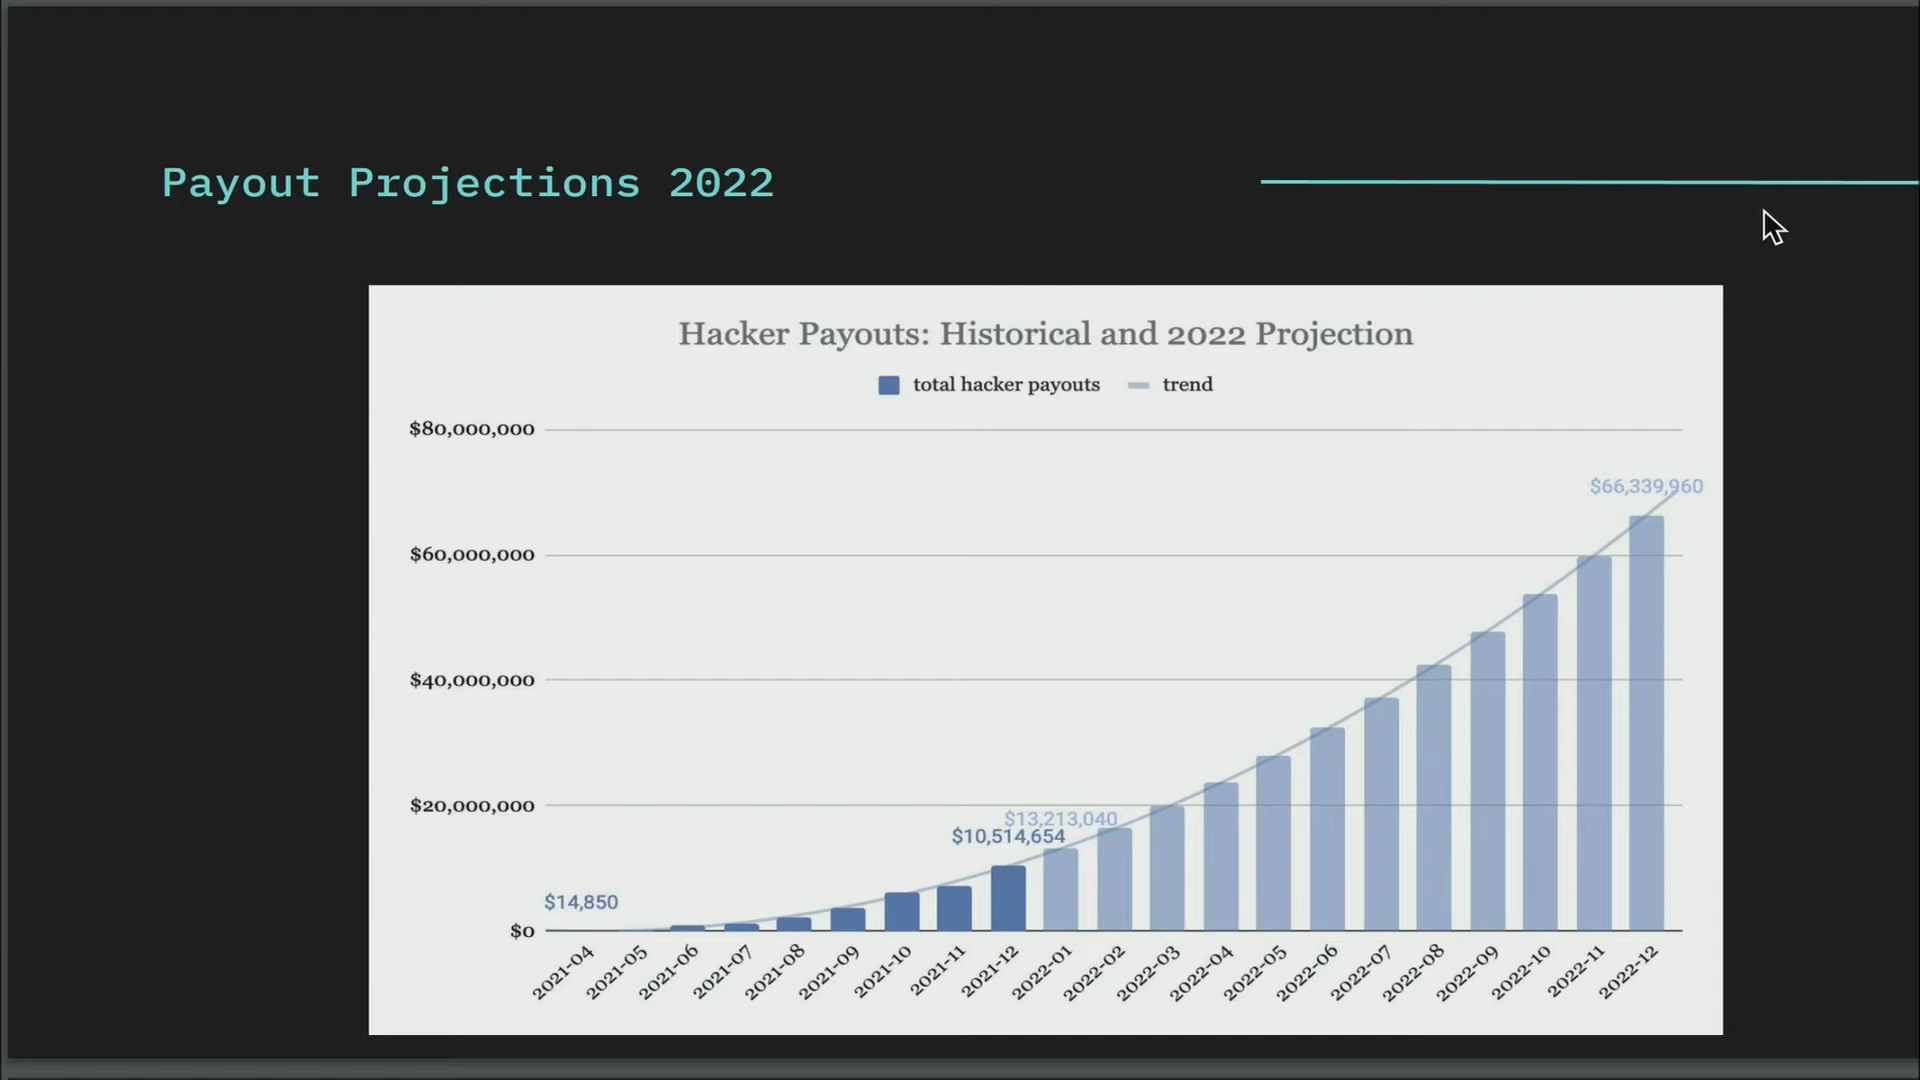 Payout Projections 2022
Hacker Payouts: Historical and 2022 Projection
total hacker payouts trend
$80,000,000
$66,339,960
$60,000,000
$40,000,000
$20,000,000
$13,213,040
$10,514,654
$14,850
$0
2021-04 2021-05 2021-06 2021-07 2021-08 2021-09 2021-10 2021-11 2021-12 2022-01 2022-02 2022-03 2022-04 2022-05 2022-06 2022-07 2022-08 2022-09 2022-10 2022-11 2022-12